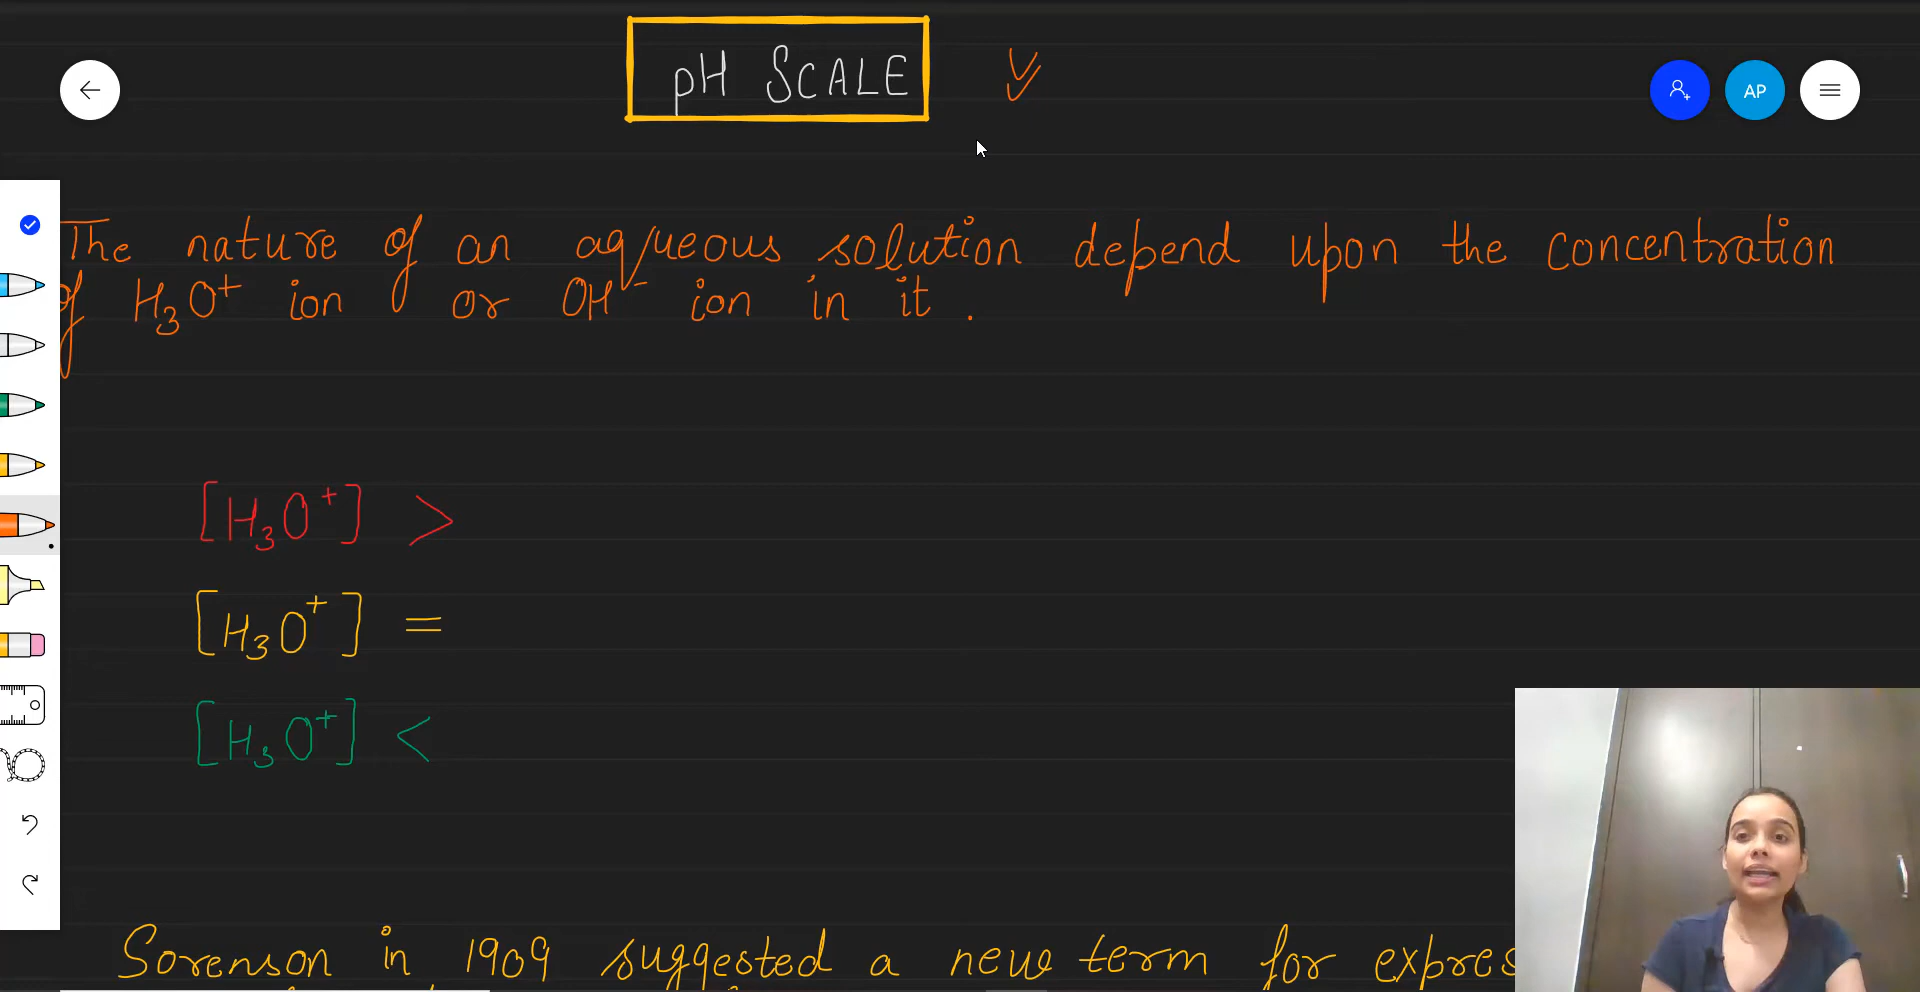 pH SCALE
AP
The nature of an aqueous solution depend upon the concentration
of H₃O⁺ ion or OH⁻ ion in it.
[H₃O⁺] >
[H₃O⁺] =
[H₃O⁺] <
Sorenson in 1909 suggested a new term for expres